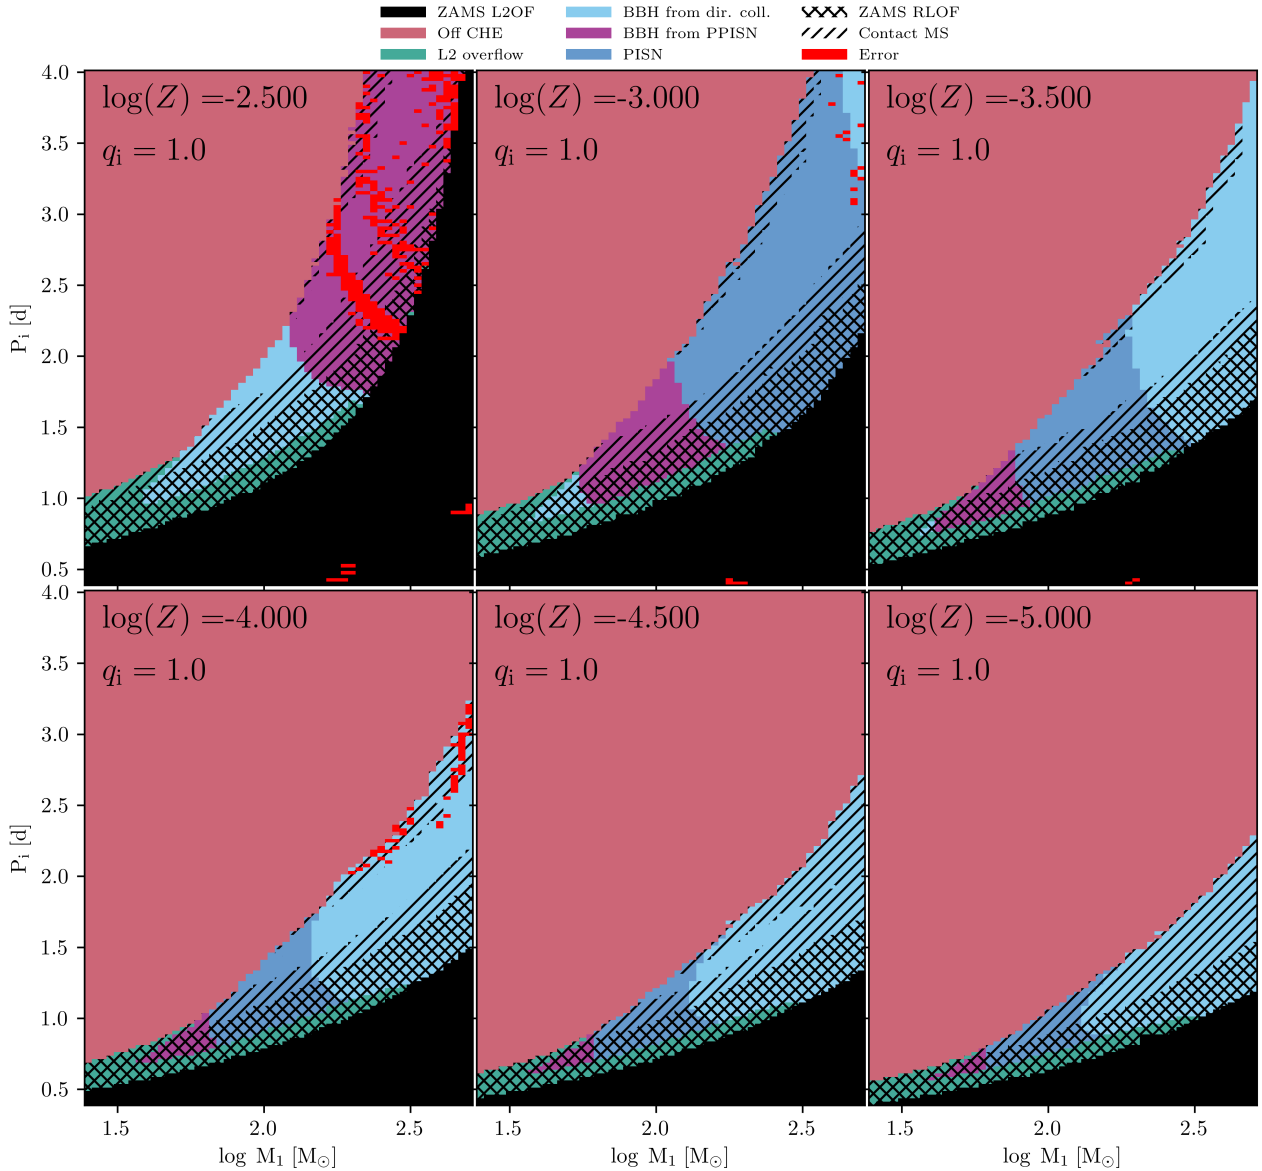 ZAMS L2OF BBH from dir. coll. ZAMS RLOF
Off CHE BBH from PPISN Contact MS
L2 overflow PISN Error
log(Z) =-2.500 log(Z) =-3.000 log(Z) =-3.500
qi = 1.0 qi = 1.0 qi = 1.0
4.0
3.5
3.0
2.5
2.0
1.5
1.0
0.5
Pi [d]
log(Z) =-4.000 log(Z) =-4.500 log(Z) =-5.000
qi = 1.0 qi = 1.0 qi = 1.0
4.0
3.5
3.0
2.5
2.0
1.5
1.0
0.5
Pi [d]
1.5 2.0 2.5 1.5 2.0 2.5 1.5 2.0 2.5
log M1 [M⊙] log M1 [M⊙] log M1 [M⊙]